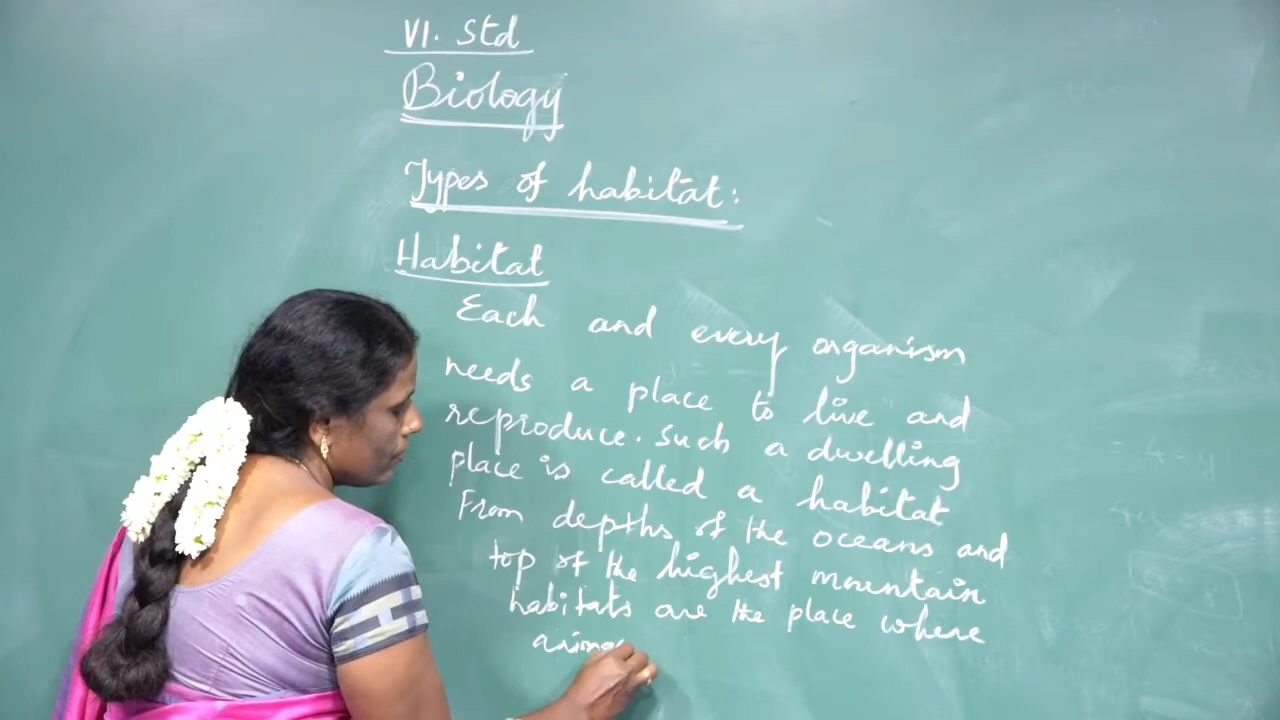 VI. Std
Biology
Types of habitat:
Habitat
Each and every organism
needs a place to live and
reproduce. Such a dwelling
place is called a habitat
From depths of the oceans and
top of the highest mountain
habitats are the place where